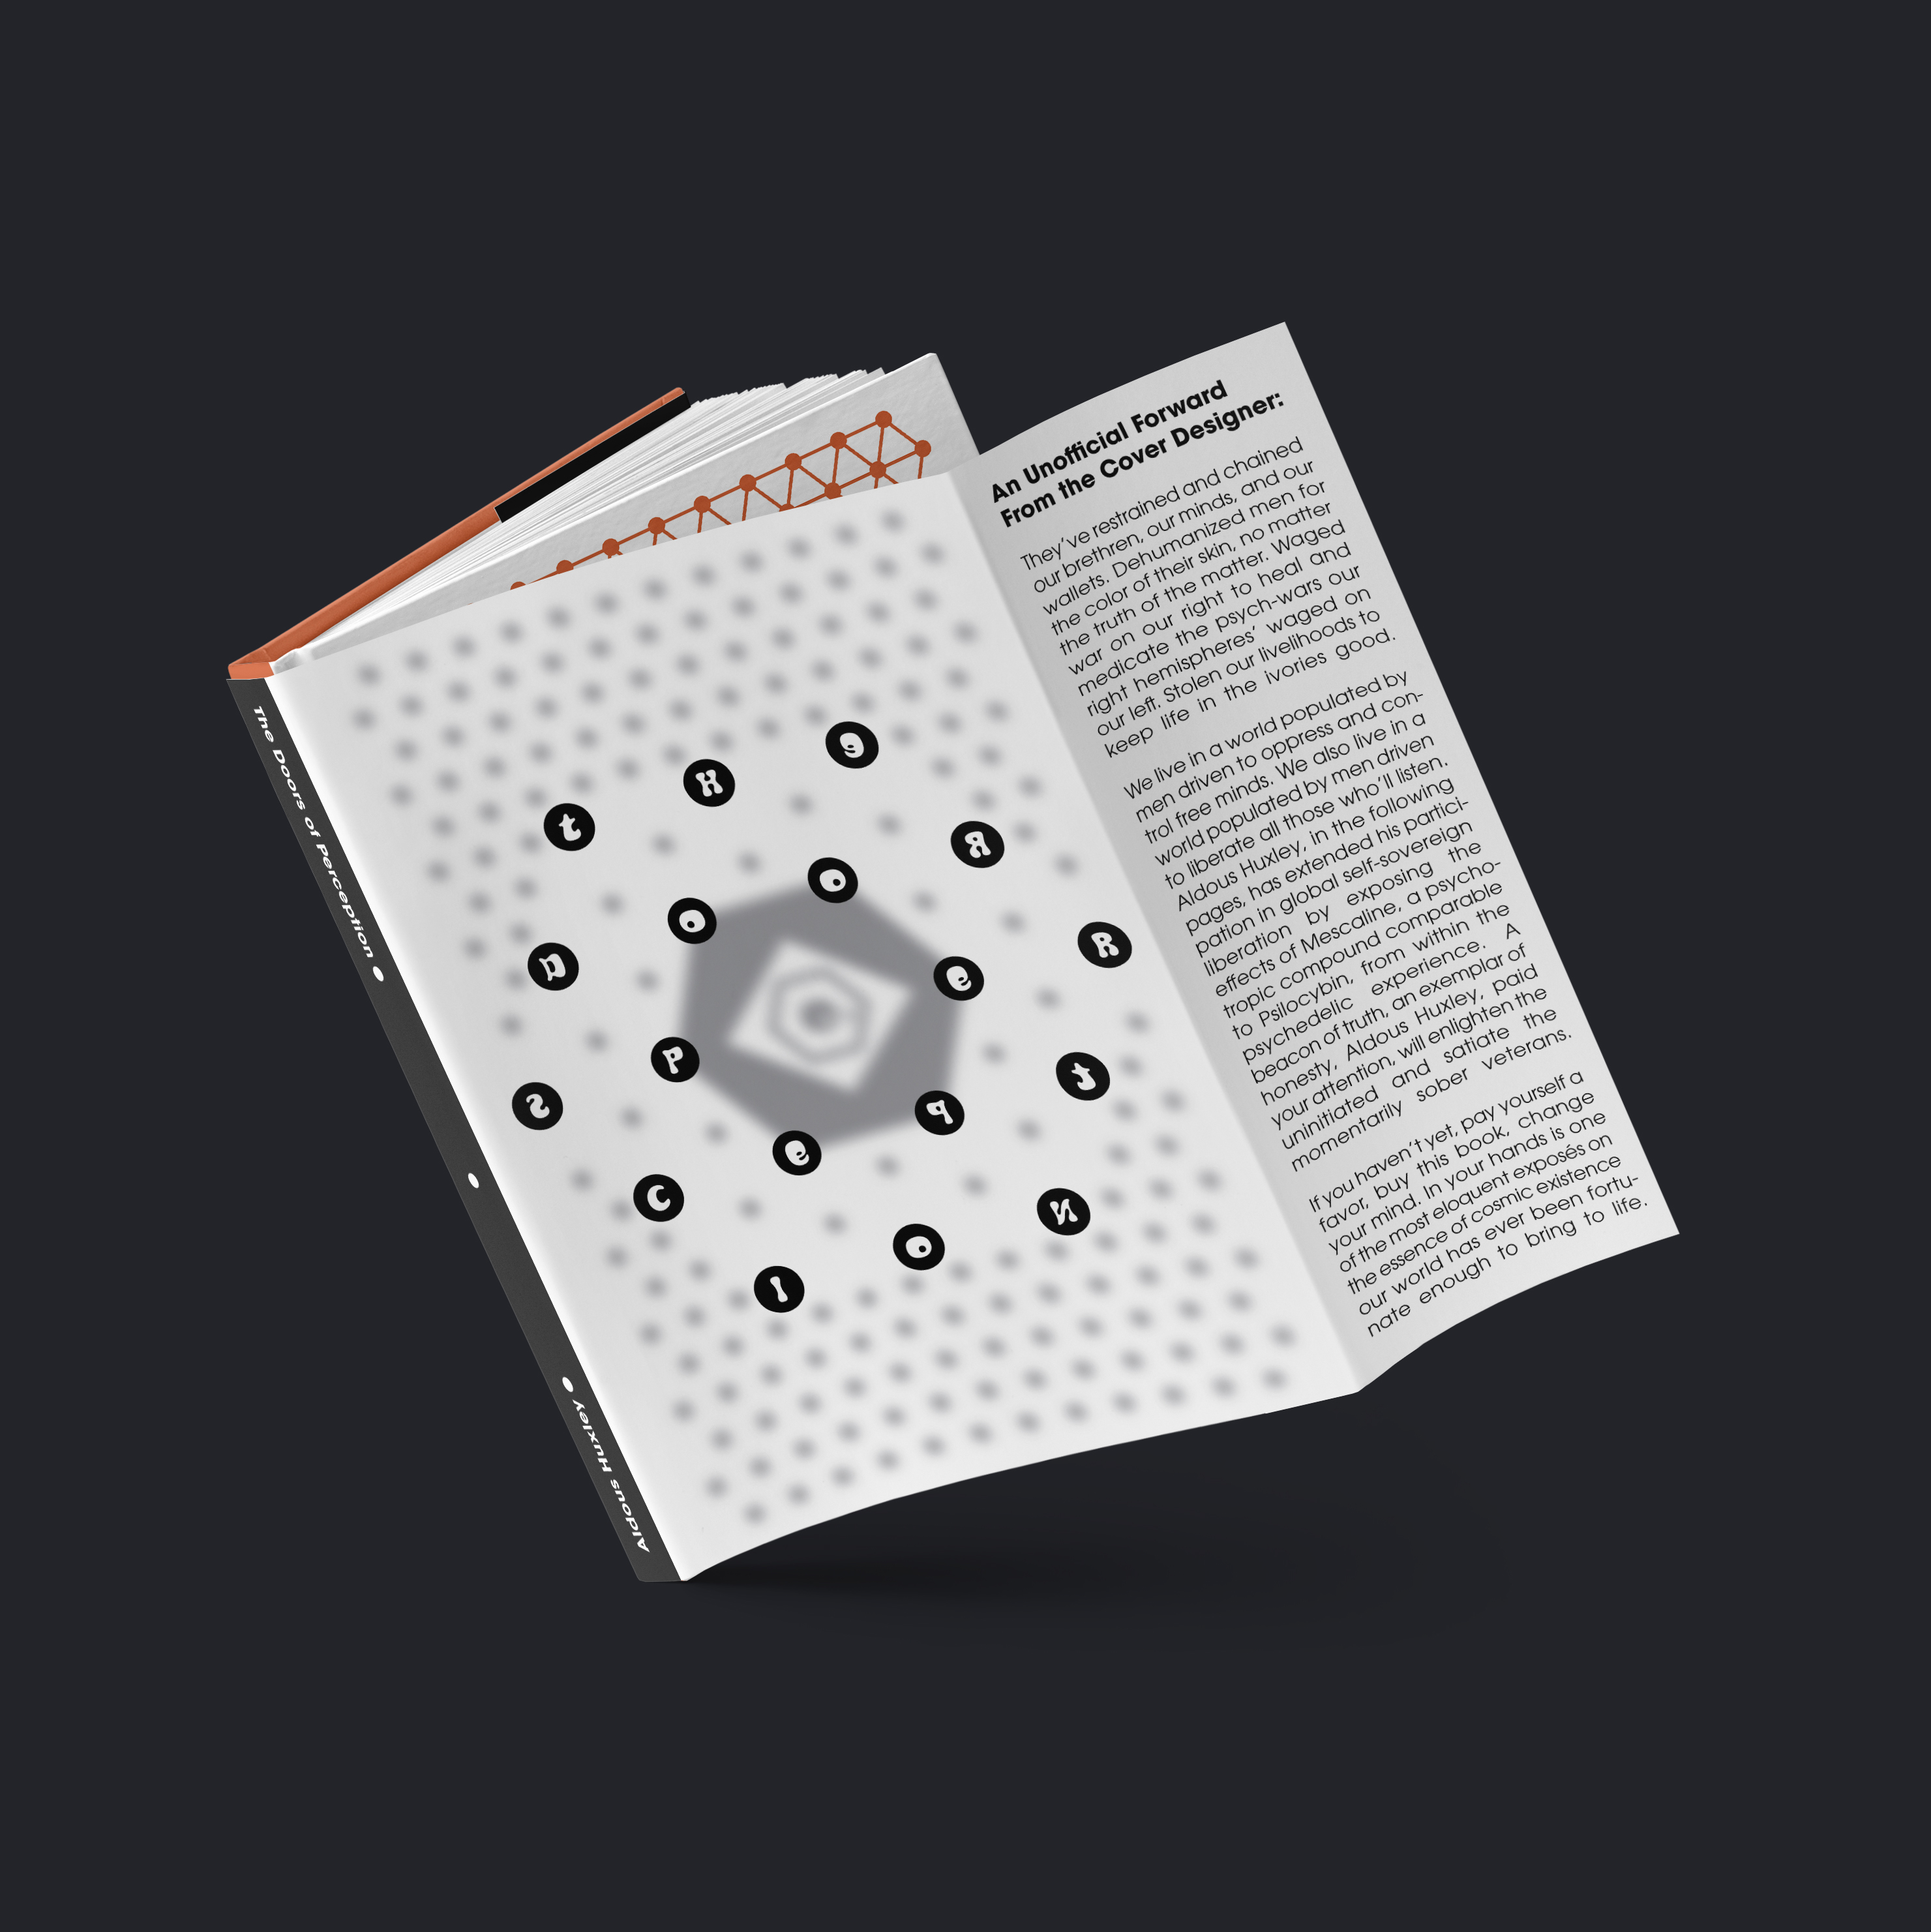 The Doors of Perception
Aldous Huxley
t H e
D O O R
S P e R
C e P t
I O N
An Unofficial Forward
From the Cover Designer:
They've restrained and chained
our brethren, our minds, and our
wallets. Dehumanized men for
the color of their skin, no matter
the truth of the matter. Waged
war on our right to heal and
medicate the psych-wars our
right hemispheres' waged on
our left. Stolen our livelihoods to
keep life in the ivories good.
We live in a world populated by
men driven to oppress and con-
trol free minds. We also live in a
world populated by men driven
to liberate all those who'll listen.
Aldous Huxley, in the following
pages, has extended his partici-
pation in global self-sovereign
liberation by exposing the
effects of Mescaline, a psycho-
tropic compound comparable
to Psilocybin, from within the
psychedelic experience. A
beacon of truth, an exemplar of
honesty, Aldous Huxley, paid
your attention, will enlighten the
uninitiated and satiate the
momentarily sober veterans.
If you haven't yet, pay yourself a
favor, buy this book, change
your mind. In your hands is one
of the most eloquent exposés on
the essence of cosmic existence
our world has ever been fortu-
nate enough to bring to life.